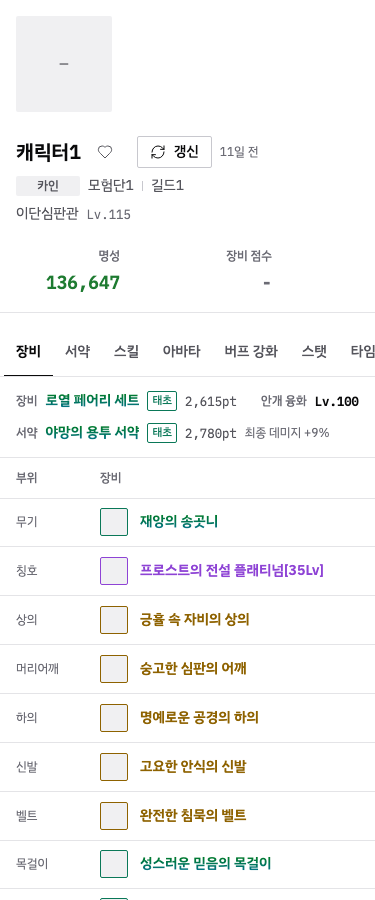 캐릭터1 갱신 11일 전
카인 모험단1 길드1
이단심판관 Lv.115
명성 장비 점수
136,647 -
장비 서약 스킬 아바타 버프 강화 스탯 타임
장비 로열 페어리 세트 태초 2,615pt 안개 융화 Lv.100
서약 야망의 용투 서약 태초 2,780pt 최종 데미지 +9%
부위 장비
무기 재앙의 송곳니
칭호 프로스트의 전설 플래티넘[35Lv]
상의 긍휼 속 자비의 상의
머리어깨 숭고한 심판의 어깨
하의 명예로운 공경의 하의
신발 고요한 안식의 신발
벨트 완전한 침묵의 벨트
목걸이 성스러운 믿음의 목걸이